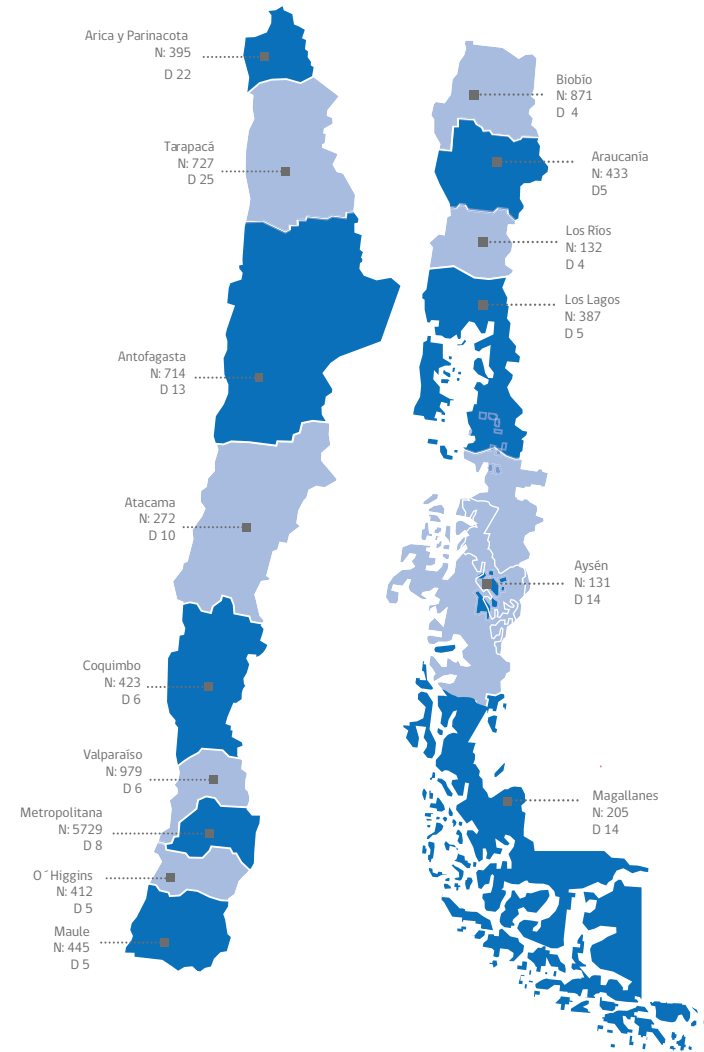 Arica y Parinacota
N: 395
D 22
Tarapacá
N: 727
D 25
Antofagasta
N: 714
D 13
Atacama
N: 272
D 10
Coquimbo
N: 423
D 6
Valparaíso
N: 979
D 6
Metropolitana
N: 5729
D 8
O´Higgins
N: 412
D 5
Maule
N: 445
D 5
Biobío
N: 871
D 4
Araucanía
N: 433
D5
Los Ríos
N: 132
D 4
Los Lagos
N: 387
D 5
Aysén
N: 131
D 14
Magallanes
N: 205
D 14